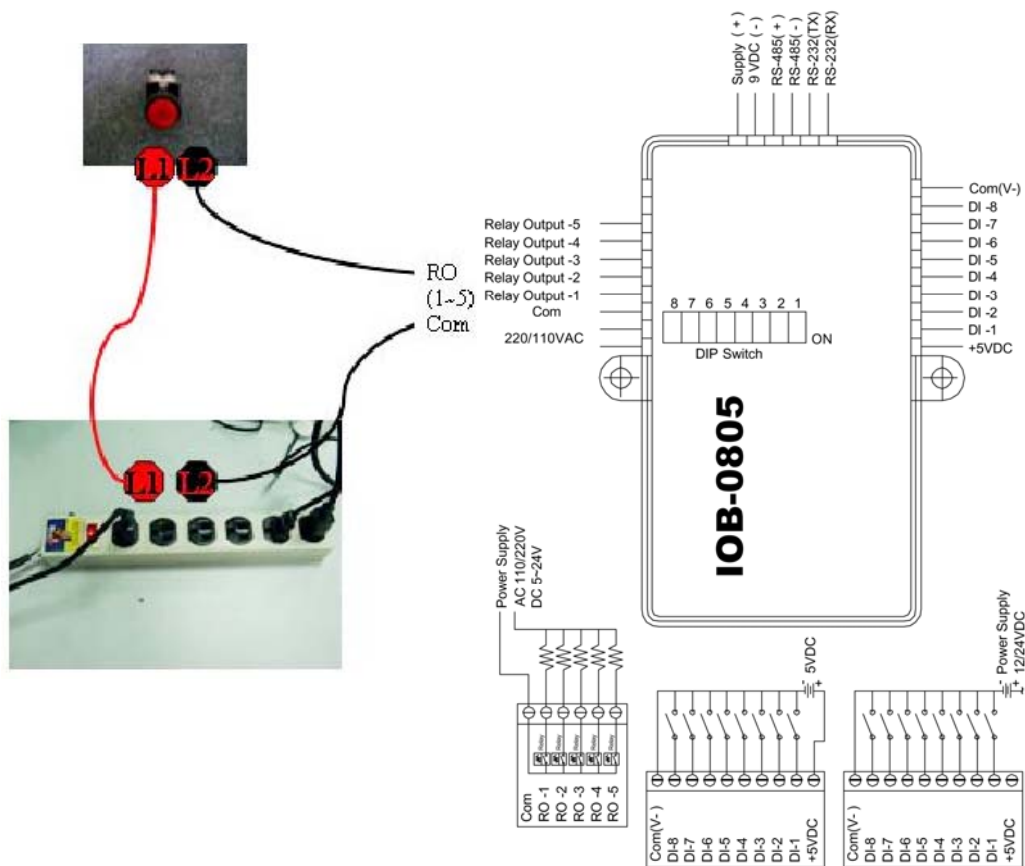 Supply ( + )
9 VDC ( - )
RS-485( + )
RS-485( - )
RS-232(TX)
RS-232(RX)
L1
L2
RO
(1~5)
Com
L1
L2
Relay Output -5
Relay Output -4
Relay Output -3
Relay Output -2
Relay Output -1
Com
220/110VAC
8 7 6 5 4 3 2 1
ON
DIP Switch
IOB-0805
Com(V-)
DI -8
DI -7
DI -6
DI -5
DI -4
DI -3
DI -2
DI -1
+5VDC
Power Supply
AC 110/220V
DC 5~24V
Relay
Relay
Relay
Relay
Relay
Com
RO -1
RO -2
RO -3
RO -4
RO -5
- +
5VDC
Com(V- )
DI-8
DI-7
DI-6
DI-5
DI-4
DI-3
DI-2
DI-1
+5VDC
- +
Power Supply
12/24VDC
Com(V- )
DI-8
DI-7
DI-6
DI-5
DI-4
DI-3
DI-2
DI-1
+5VDC